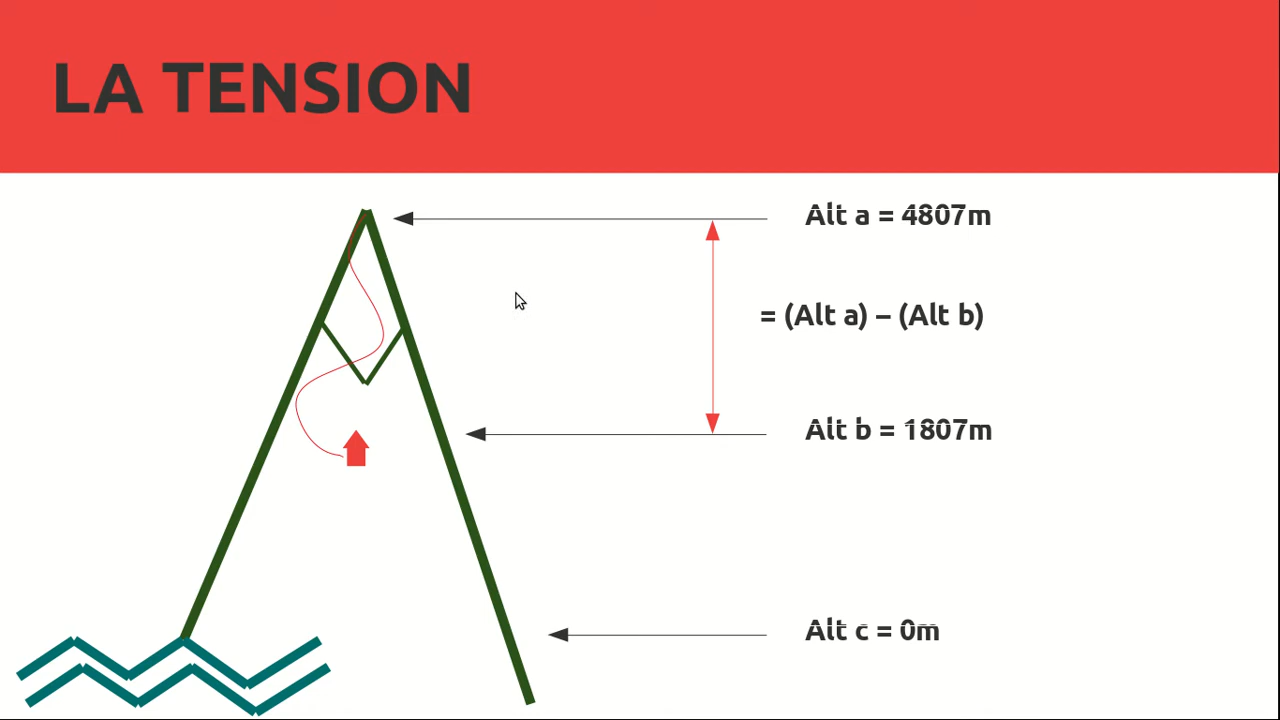 LA TENSION
Alt a = 4807m
= (Alt a) – (Alt b)
Alt b = 1807m
Alt c = 0m